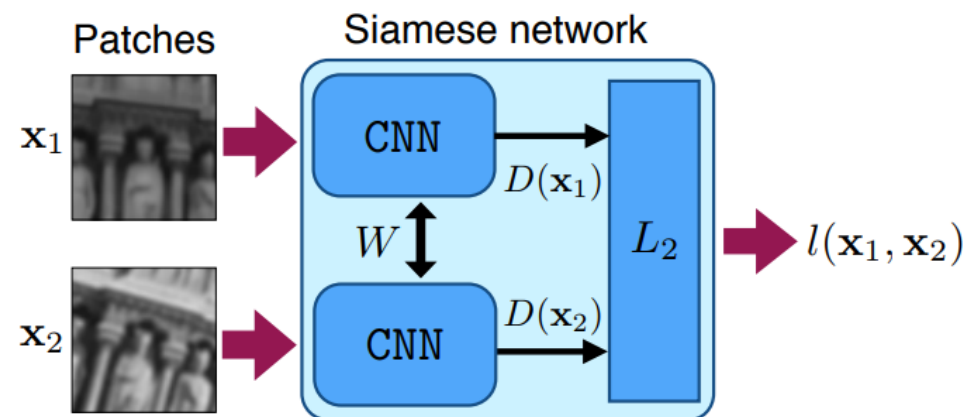 Patches
Siamese network
x₁
CNN
D(x₁)
W
L₂
l(x₁, x₂)
x₂
CNN
D(x₂)